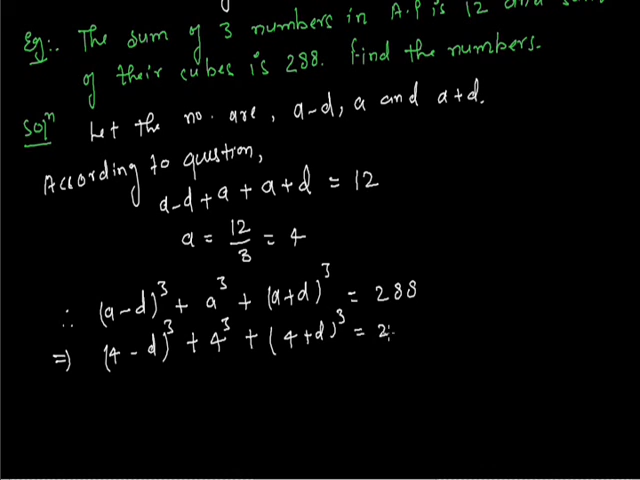 Eg:- The sum of 3 numbers in A.P is 12 and sum
of their cubes is 288. Find the numbers.
Solⁿ Let the no. are, a-d, a and a+d.
According to question,
a-d+a+a+d = 12
a = 12/3 = 4
∴ (a-d)³ + a³ + (a+d)³ = 288
⇒ (4-d)³ + 4³ + (4+d)³ = 2